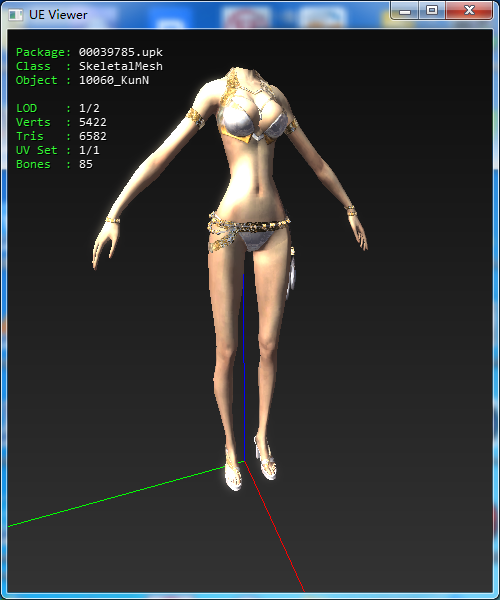 UE Viewer
Package: 00039785.upk
Class : SkeletalMesh
Object : 10060_KunN
LOD : 1/2
Verts : 5422
Tris : 6582
UV Set : 1/1
Bones : 85